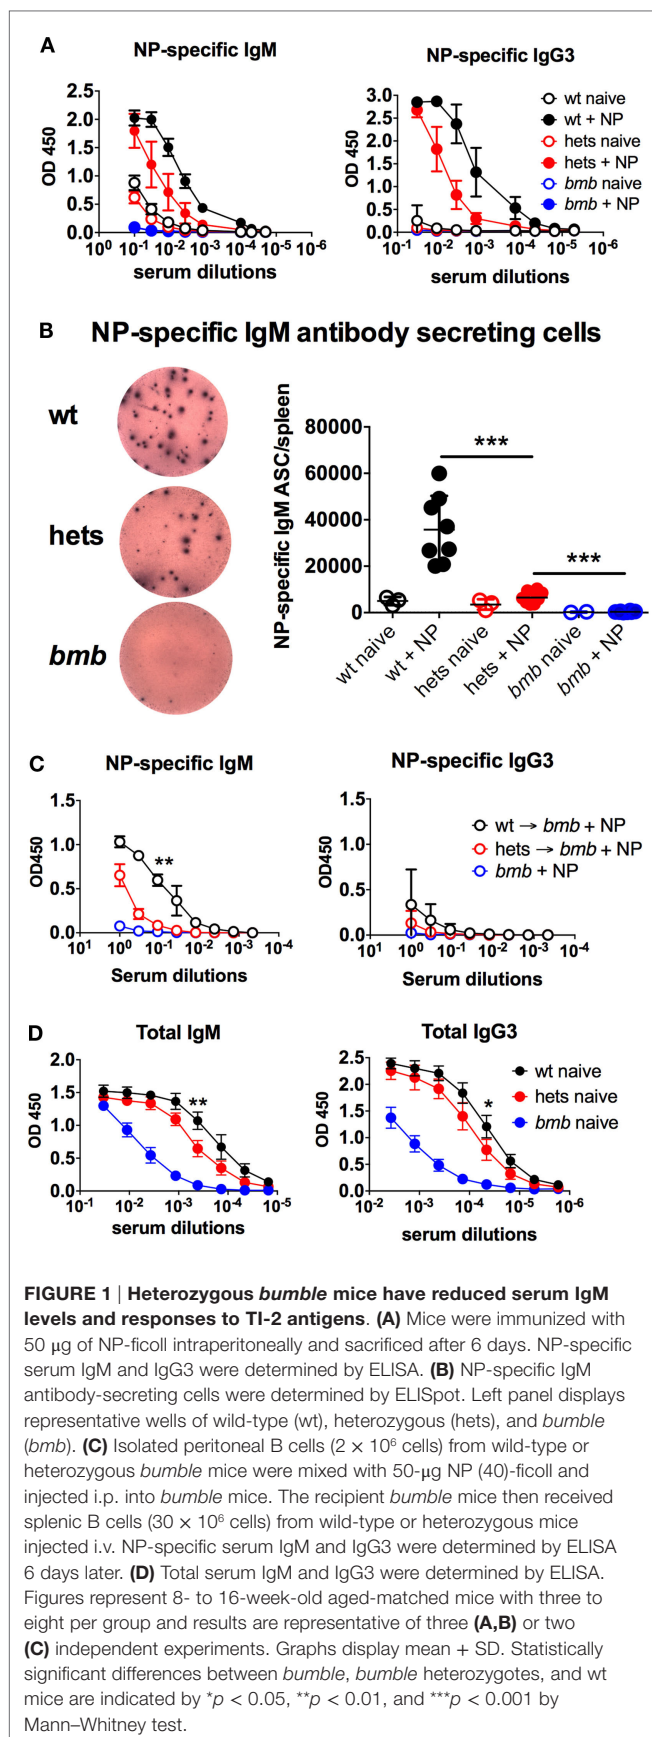 A
NP-specific IgM
NP-specific IgG3
OD 450
2.5
2.0
1.5
1.0
0.5
0.0
10⁰ 10⁻¹ 10⁻² 10⁻³ 10⁻⁴ 10⁻⁵ 10⁻⁶
serum dilutions
OD 450
3.0
2.5
2.0
1.5
1.0
0.5
0.0
10⁻¹ 10⁻² 10⁻³ 10⁻⁴ 10⁻⁵ 10⁻⁶
serum dilutions
wt naive
wt + NP
hets naive
hets + NP
bmb naive
bmb + NP
B
NP-specific IgM antibody secreting cells
wt
hets
bmb
NP-specific IgM ASC/spleen
80000
60000
40000
20000
0
***
***
wt naive
wt + NP
hets naive
hets + NP
bmb naive
bmb + NP
C
NP-specific IgM
NP-specific IgG3
OD450
1.5
1.0
0.5
0.0
**
10¹ 10⁰ 10⁻¹ 10⁻² 10⁻³ 10⁻⁴
Serum dilutions
OD450
1.5
1.0
0.5
0.0
10¹ 10⁰ 10⁻¹ 10⁻² 10⁻³ 10⁻⁴
Serum dilutions
wt → bmb + NP
hets → bmb + NP
bmb + NP
D
Total IgM
Total IgG3
OD 450
2.0
1.5
1.0
0.5
0.0
**
10⁻¹ 10⁻² 10⁻³ 10⁻⁴ 10⁻⁵
serum dilutions
OD 450
2.5
2.0
1.5
1.0
0.5
0.0
*
10⁻² 10⁻³ 10⁻⁴ 10⁻⁵ 10⁻⁶
serum dilutions
wt naive
hets naive
bmb naive
FIGURE 1 | Heterozygous bumble mice have reduced serum IgM
levels and responses to TI-2 antigens. (A) Mice were immunized with
50 μg of NP-ficoll intraperitoneally and sacrificed after 6 days. NP-specific
serum IgM and IgG3 were determined by ELISA. (B) NP-specific IgM
antibody-secreting cells were determined by ELISpot. Left panel displays
representative wells of wild-type (wt), heterozygous (hets), and bumble
(bmb). (C) Isolated peritoneal B cells (2 × 10⁶ cells) from wild-type or
heterozygous bumble mice were mixed with 50-μg NP (40)-ficoll and
injected i.p. into bumble mice. The recipient bumble mice then received
splenic B cells (30 × 10⁶ cells) from wild-type or heterozygous mice
injected i.v. NP-specific serum IgM and IgG3 were determined by ELISA
6 days later. (D) Total serum IgM and IgG3 were determined by ELISA.
Figures represent 8- to 16-week-old aged-matched mice with three to
eight per group and results are representative of three (A,B) or two
(C) independent experiments. Graphs display mean + SD. Statistically
significant differences between bumble, bumble heterozygotes, and wt
mice are indicated by *p < 0.05, **p < 0.01, and ***p < 0.001 by
Mann–Whitney test.